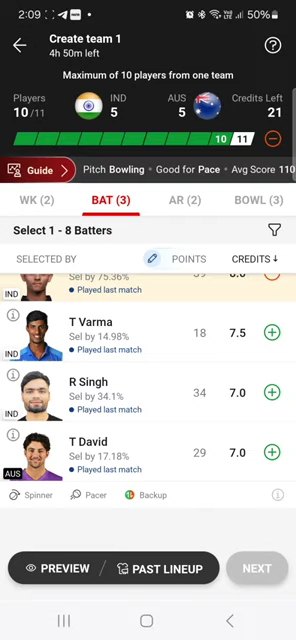 2:09 50%
Create team 1
4h 50m left
Maximum of 10 players from one team
Players IND AUS Credits Left
10/11 5 5 21
10 11
Guide Pitch Bowling • Good for Pace • Avg Score 110
WK (2) BAT (3) AR (2) BOWL (3)
Select 1 - 8 Batters
SELECTED BY POINTS CREDITS↓
Sel by 75.36%
IND Played last match
T Varma
Sel by 14.98% 18 7.5
IND Played last match
R Singh
Sel by 34.1% 34 7.0
IND Played last match
T David
Sel by 17.18% 29 7.0
AUS Played last match
Spinner Pacer Backup
PREVIEW / PAST LINEUP NEXT